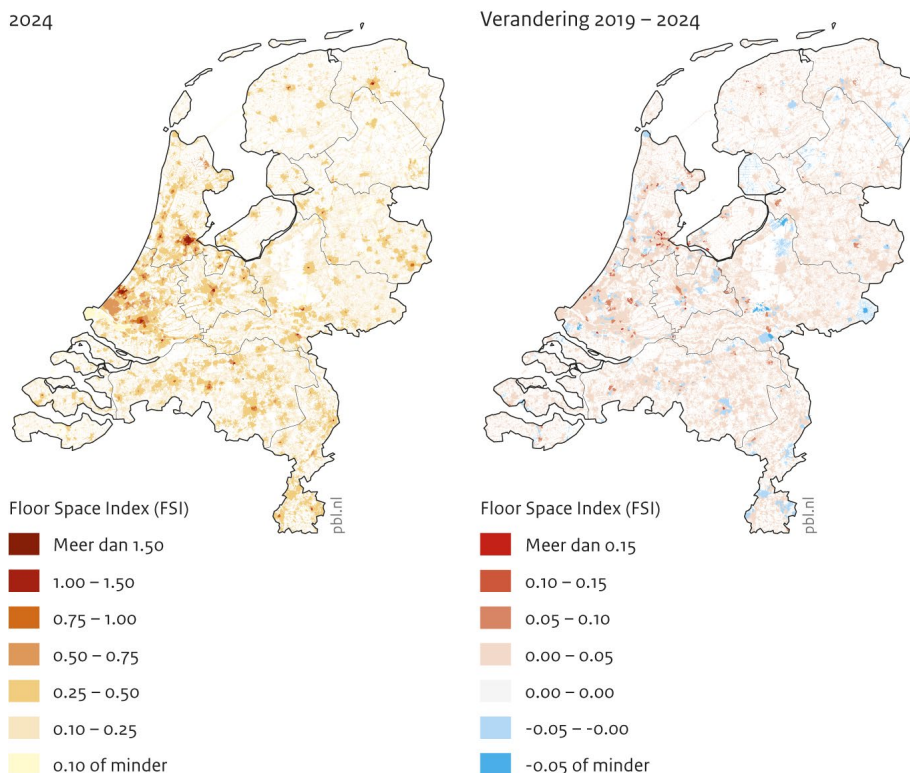 2024
Floor Space Index (FSI)
Meer dan 1.50
1.00 – 1.50
0.75 – 1.00
0.50 – 0.75
0.25 – 0.50
0.10 – 0.25
0.10 of minder
pbl.nl
Verandering 2019 – 2024
Floor Space Index (FSI)
Meer dan 0.15
0.10 – 0.15
0.05 – 0.10
0.00 – 0.05
0.00 – 0.00
-0.05 – -0.00
-0.05 of minder
pbl.nl